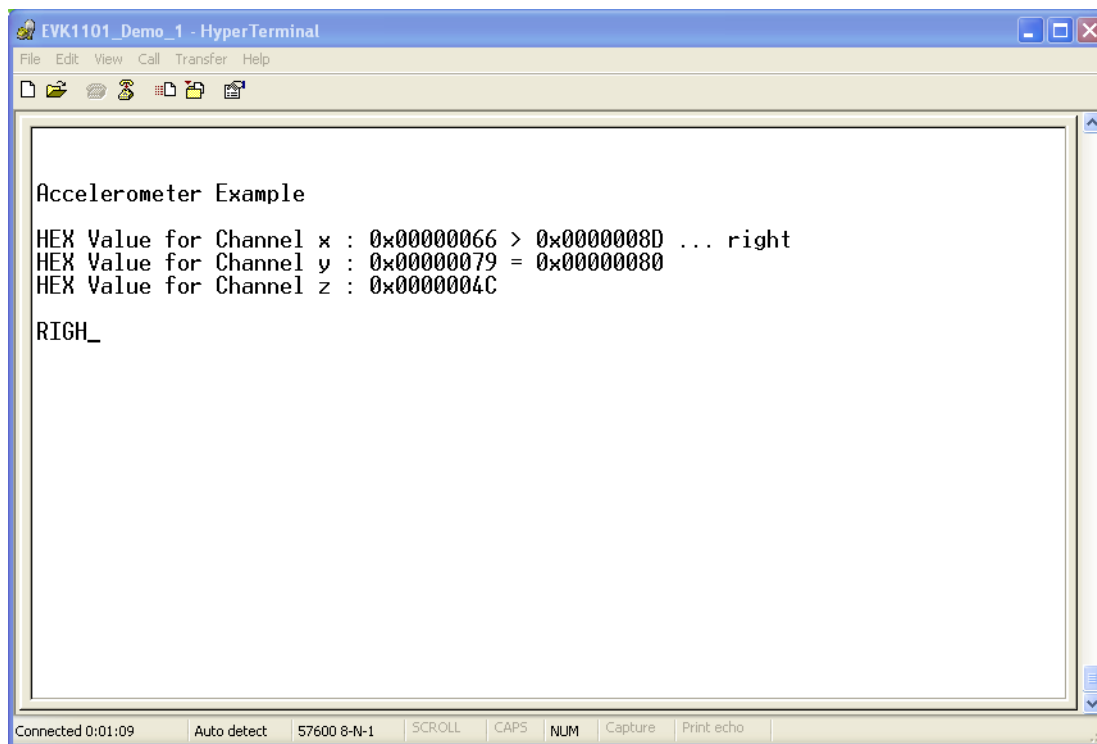 EVK1101_Demo_1 - HyperTerminal
File Edit View Call Transfer Help
Accelerometer Example
HEX Value for Channel x : 0x00000066 > 0x0000008D ... right
HEX Value for Channel y : 0x00000079 = 0x00000080
HEX Value for Channel z : 0x0000004C
RIGH_
Connected 0:01:09 Auto detect 57600 8-N-1 SCROLL CAPS NUM Capture Print echo